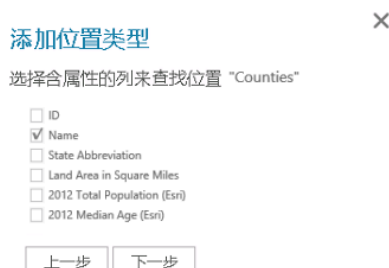 添加位置类型
选择含属性的列来查找位置 "Counties"
ID
Name
State Abbreviation
Land Area in Square Miles
2012 Total Population (Esri)
2012 Median Age (Esri)
上一步 下一步